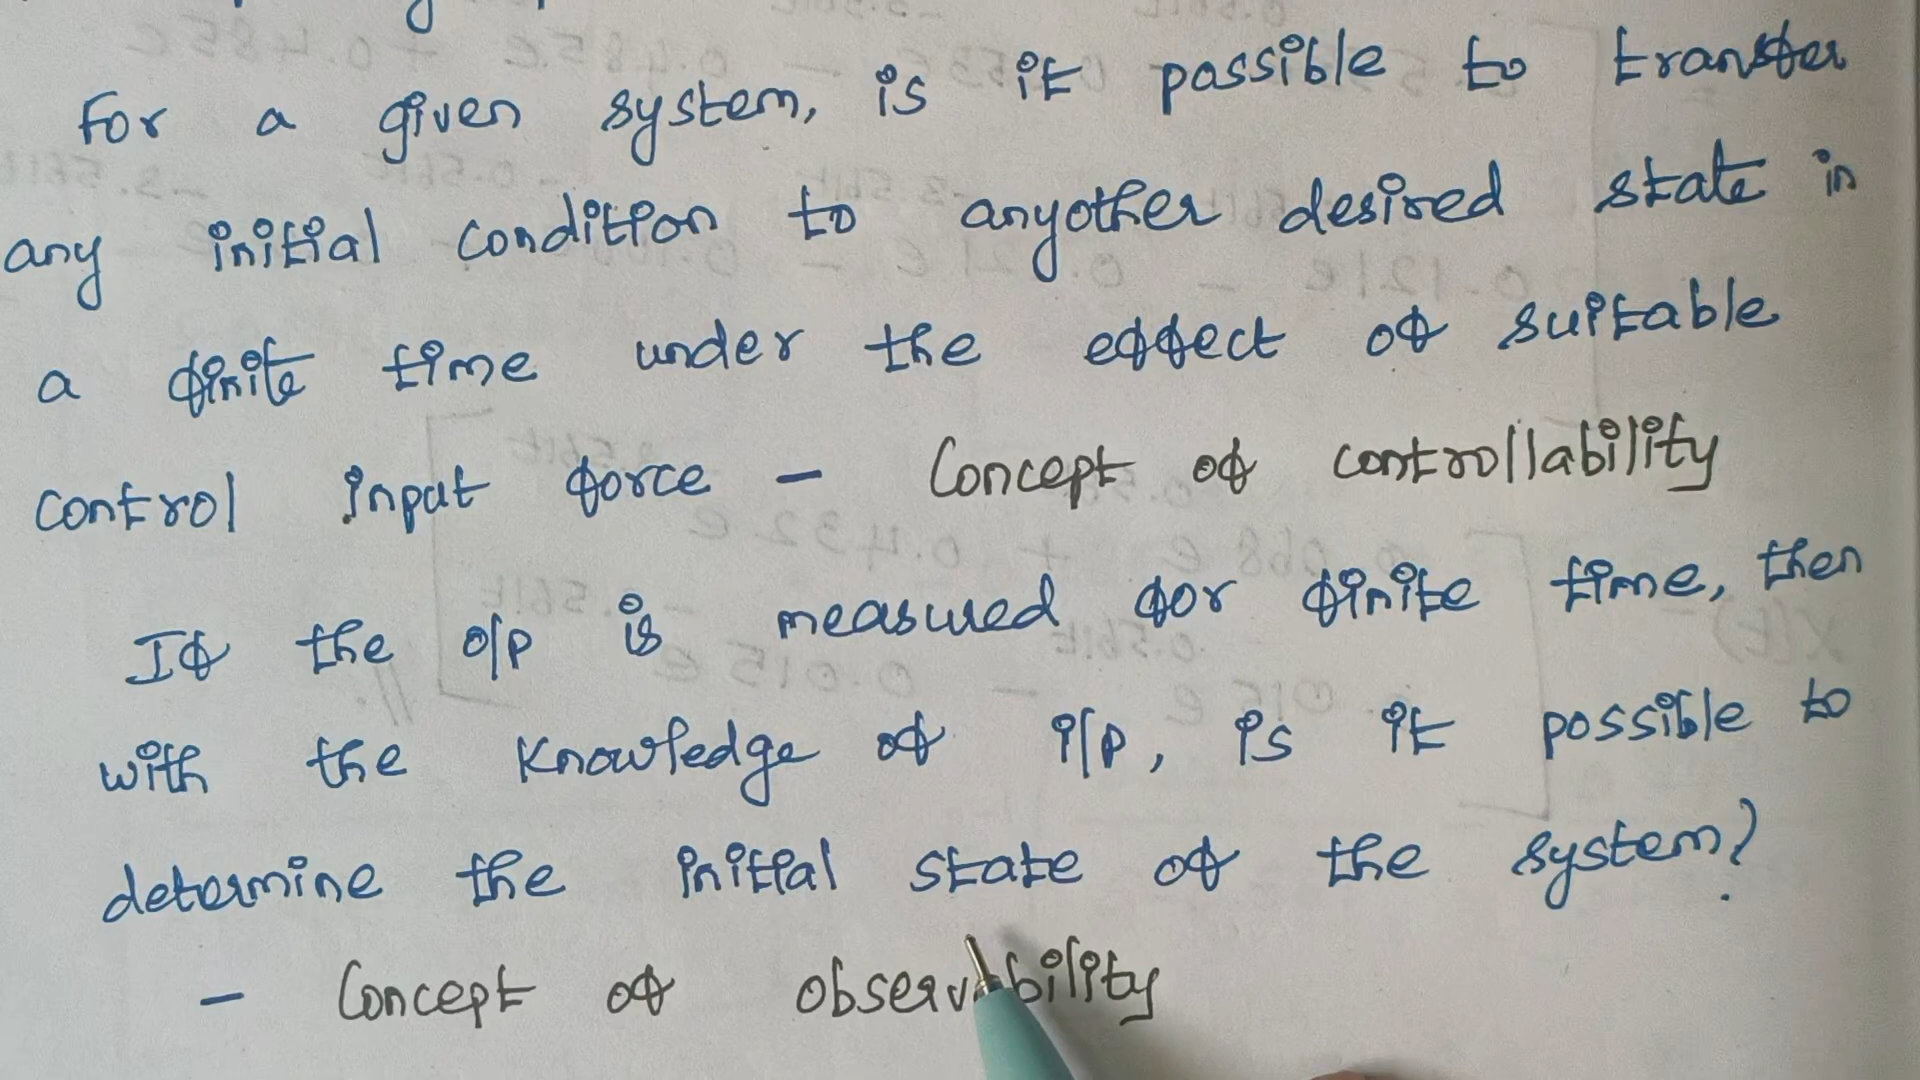 For a given system, is it possible to transfer
any initial condition to anyother desired state in
a finite time under the effect of suitable
control input force - Concept of controllability
If the o/p is measured for finite time, then
with the knowledge of i/p, is it possible to
determine the initial state of the system?
- Concept of observability